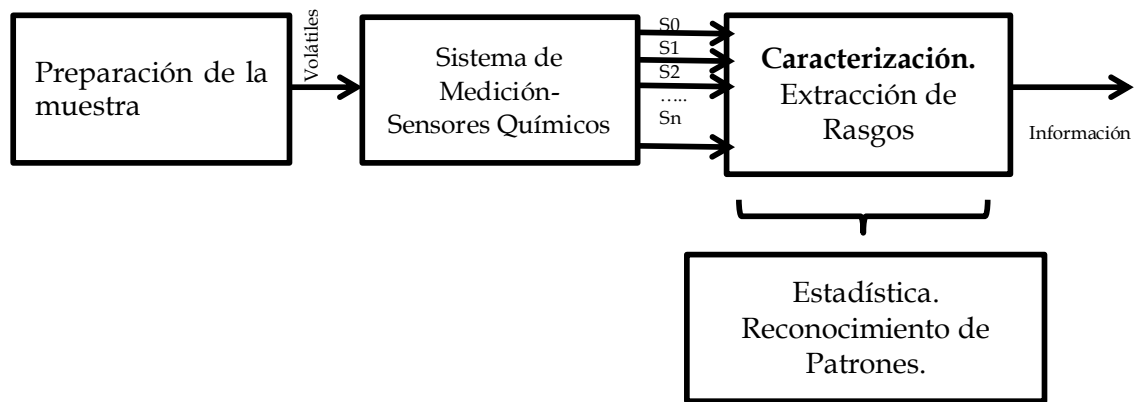 Preparación de la
muestra
Volátiles
Sistema de
Medición-
Sensores Químicos
S0
S1
S2
.....
Sn
Caracterización.
Extracción de
Rasgos
Información
Estadística.
Reconocimiento de
Patrones.